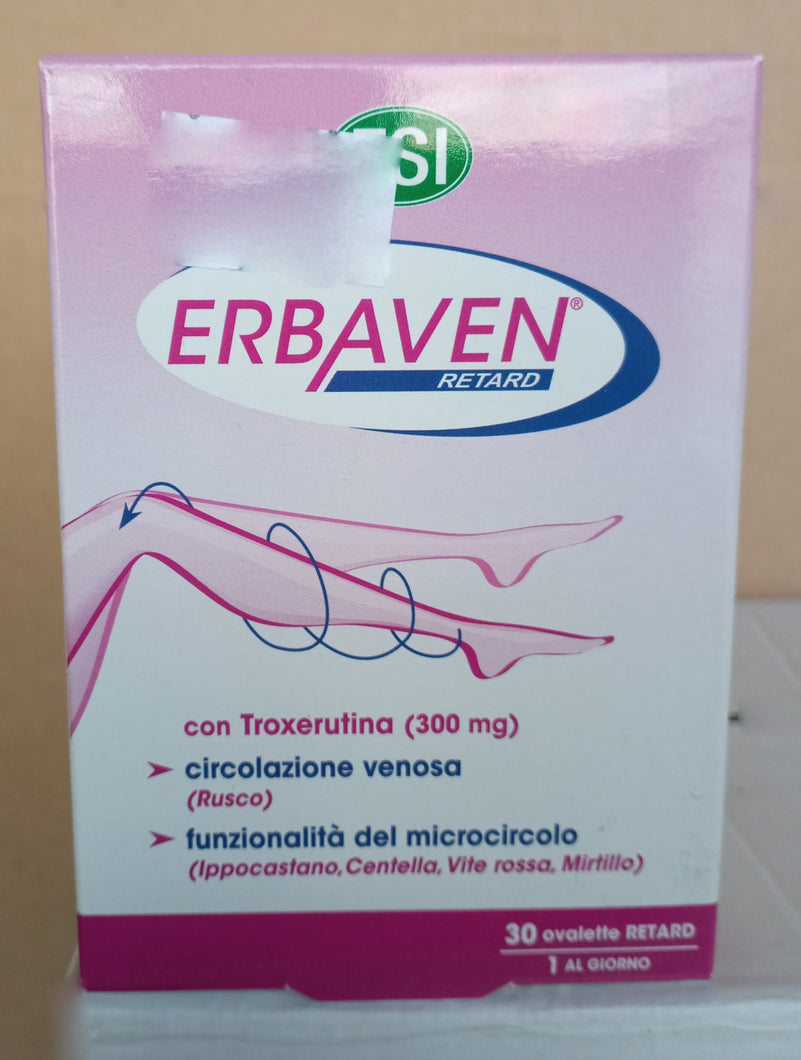 ERBAVEN®
RETARD
con Troxerutina (300 mg)
➤ circolazione venosa
(Rusco)
➤ funzionalità del microcircolo
(Ippocastano, Centella, Vite rossa, Mirtillo)
30 ovalette RETARD
1 AL GIORNO